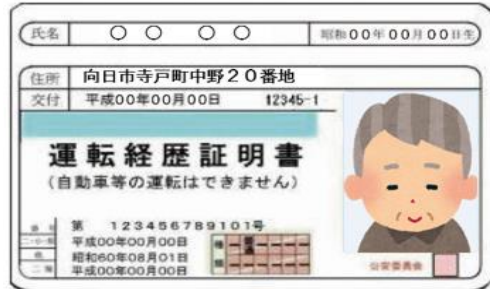 氏名 ○○ ○○ 昭和00年00月00日生
住所 向日市寺戸町中野20番地
交付 平成00年00月00日 12345-1
運転経歴証明書
(自動車等の運転はできません)
第 123456789101号
平成00年00月00日
昭和60年08月01日
二種 平成00年00月00日
種類 普通
公安委員会